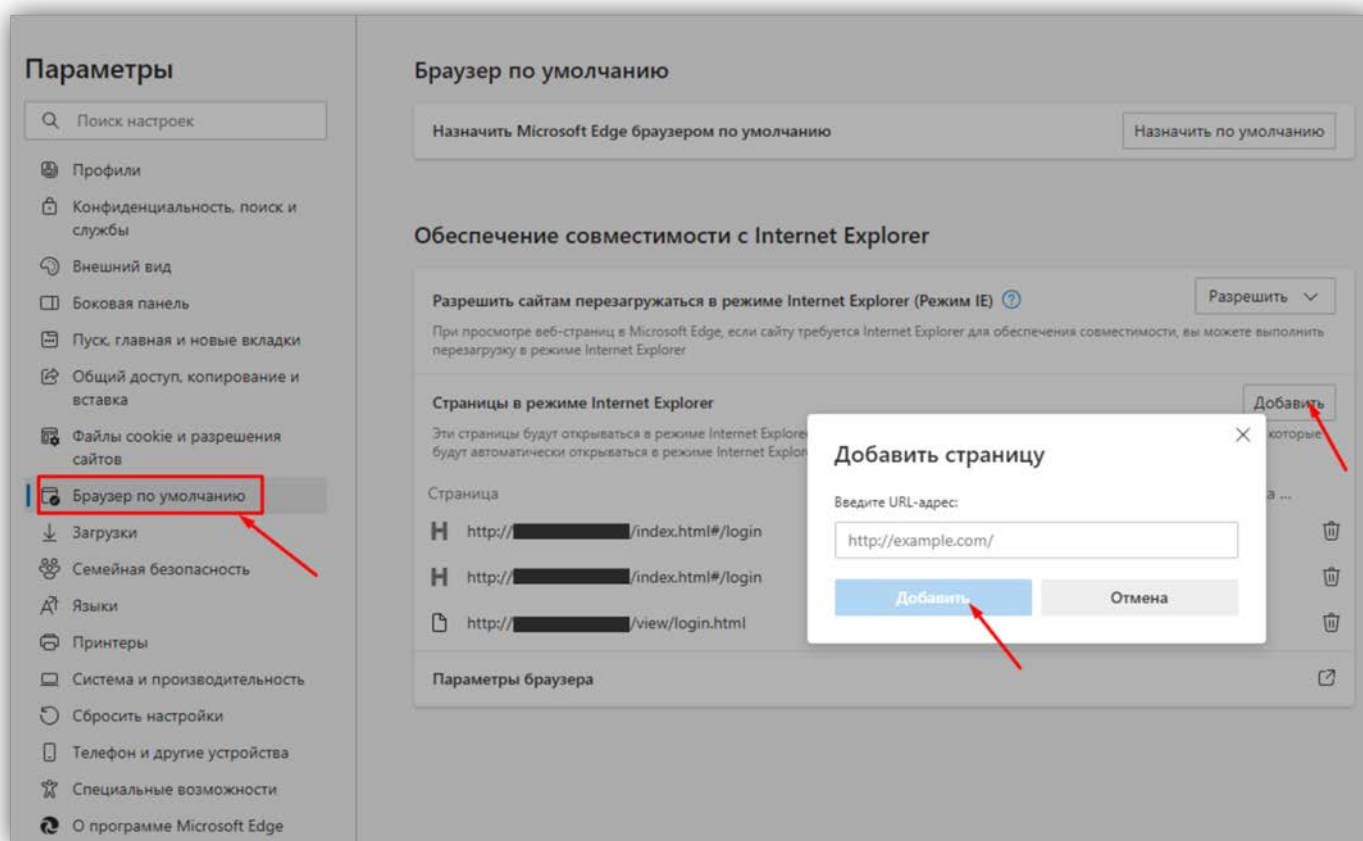 Параметры
Поиск настроек
Профили
Конфиденциальность, поиск и
службы
Внешний вид
Боковая панель
Пуск, главная и новые вкладки
Общий доступ, копирование и
вставка
Файлы cookie и разрешения
сайтов
Браузер по умолчанию
Загрузки
Семейная безопасность
Языки
Принтеры
Система и производительность
Сбросить настройки
Телефон и другие устройства
Специальные возможности
О программе Microsoft Edge
Браузер по умолчанию
Назначить Microsoft Edge браузером по умолчанию
Назначить по умолчанию
Обеспечение совместимости с Internet Explorer
Разрешить сайтам перезагружаться в режиме Internet Explorer (Режим IE)
Разрешить
При просмотре веб-страниц в Microsoft Edge, если сайту требуется Internet Explorer для обеспечения совместимости, вы можете выполнить
перезагрузку в режиме Internet Explorer
Страницы в режиме Internet Explorer
Добавить
Эти страницы будут открываться в режиме Internet которые
будут автоматически открываться в режиме Internet
Страница
http:// /index.html#/login
http:// /index.html#/login
http:// /view/login.html
Параметры браузера
Добавить страницу
Введите URL-адрес:
http://example.com/
Добавить
Отмена